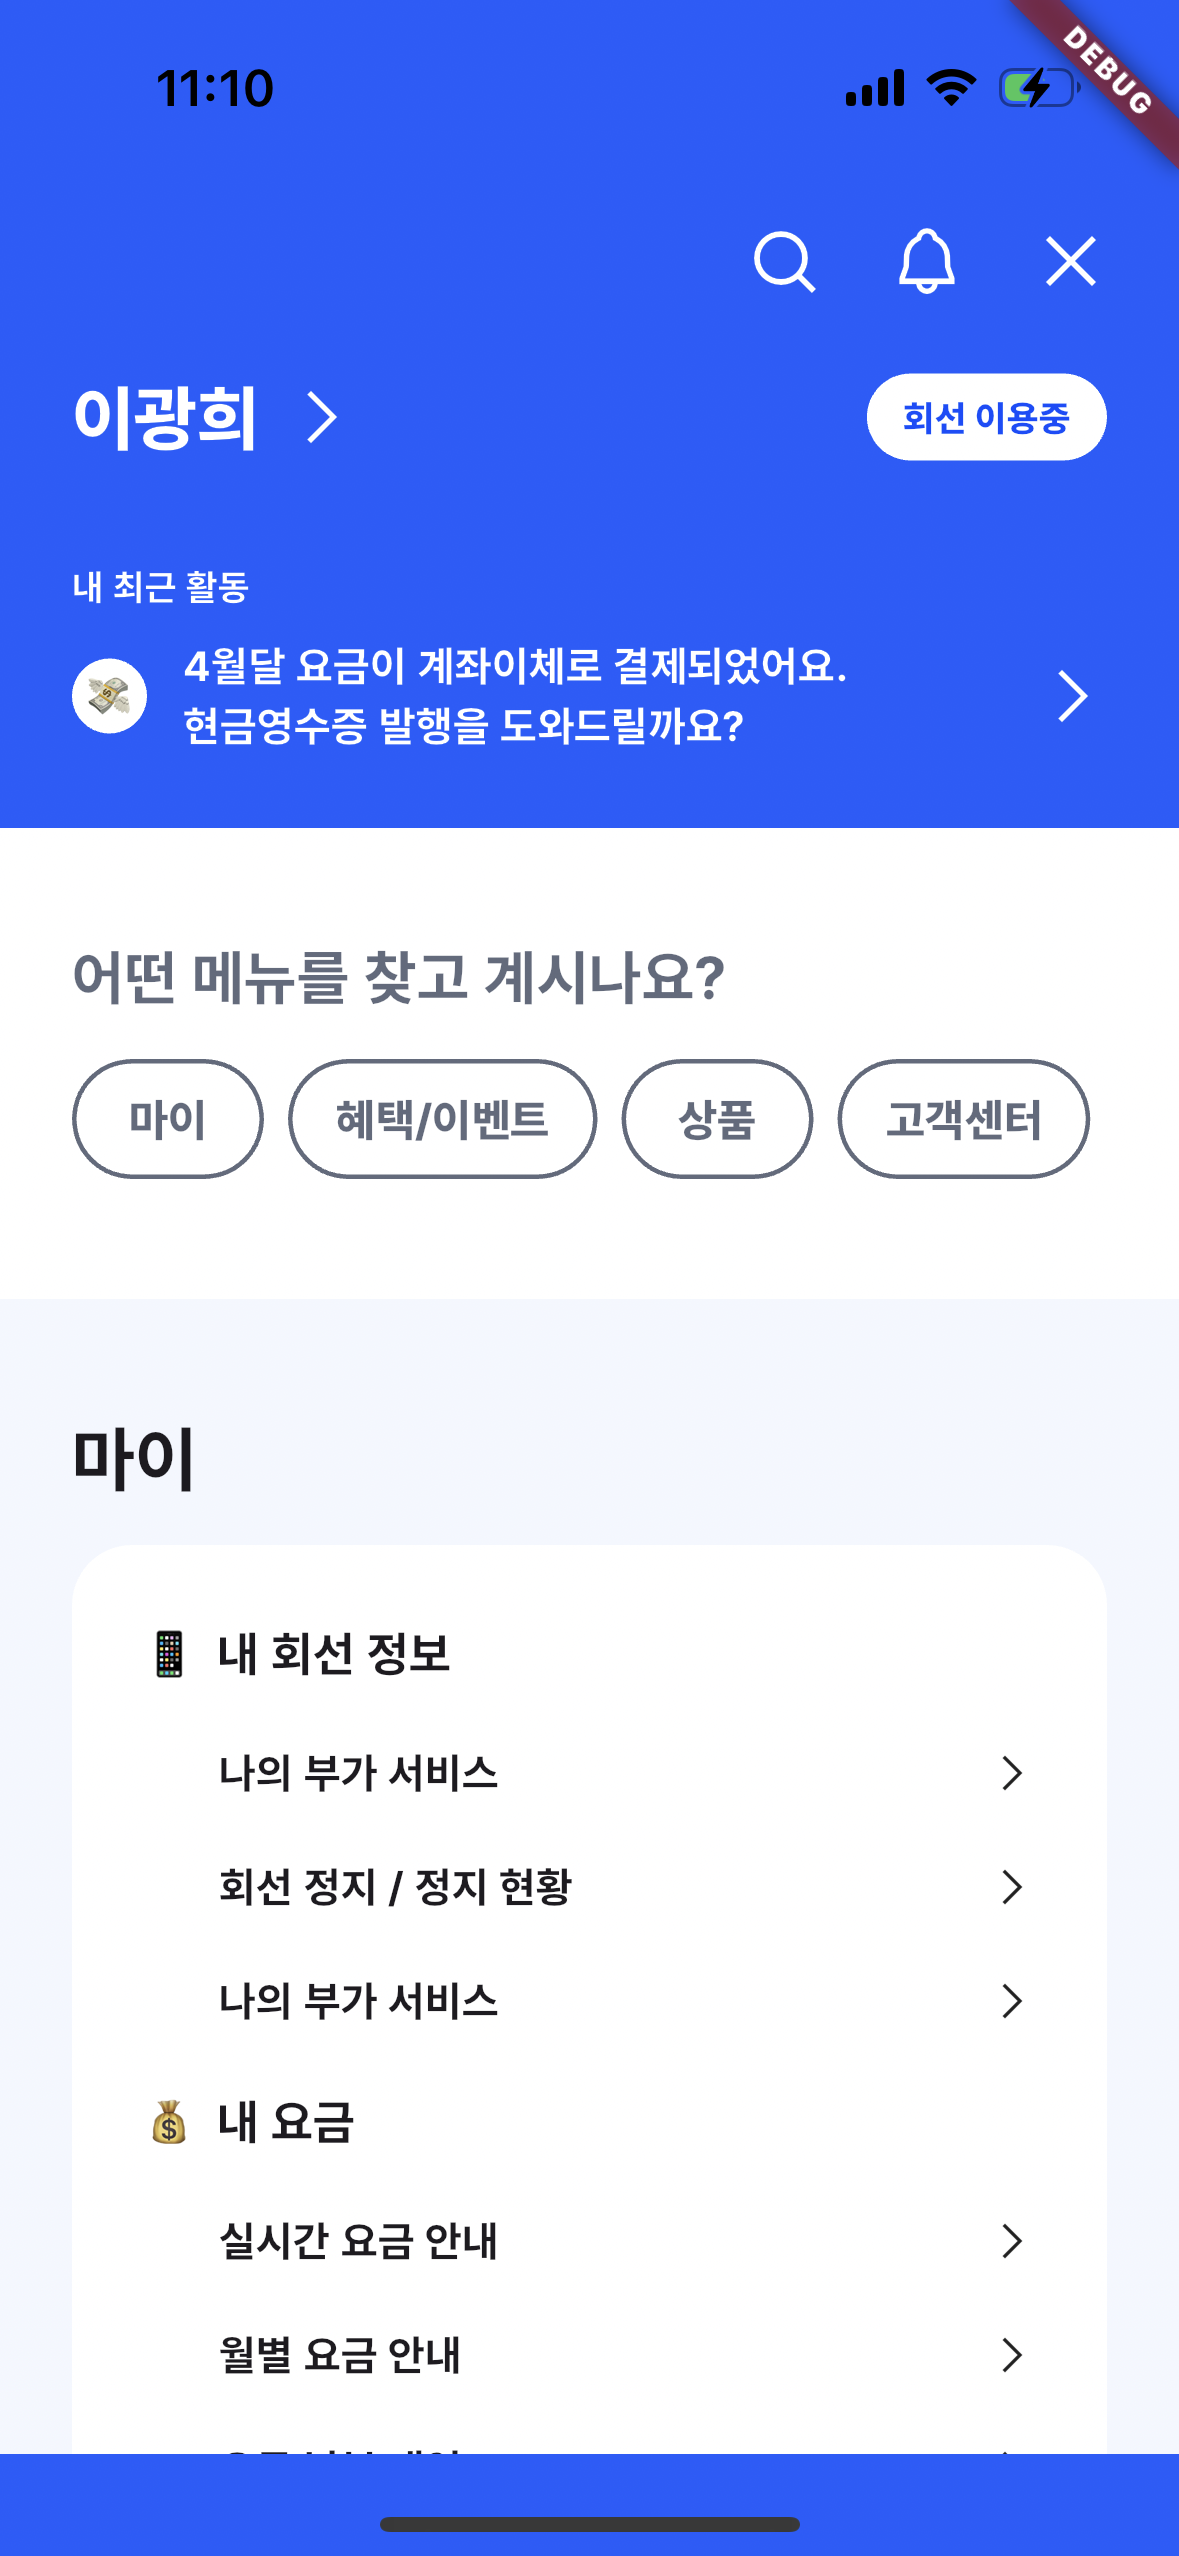 11:10
DEBUG
이광희
회선 이용중
내 최근 활동
4월달 요금이 계좌이체로 결제되었어요.
현금영수증 발행을 도와드릴까요?
어떤 메뉴를 찾고 계시나요?
마이
혜택/이벤트
상품
고객센터
마이
내 회선 정보
나의 부가 서비스
회선 정지 / 정지 현황
나의 부가 서비스
내 요금
실시간 요금 안내
월별 요금 안내